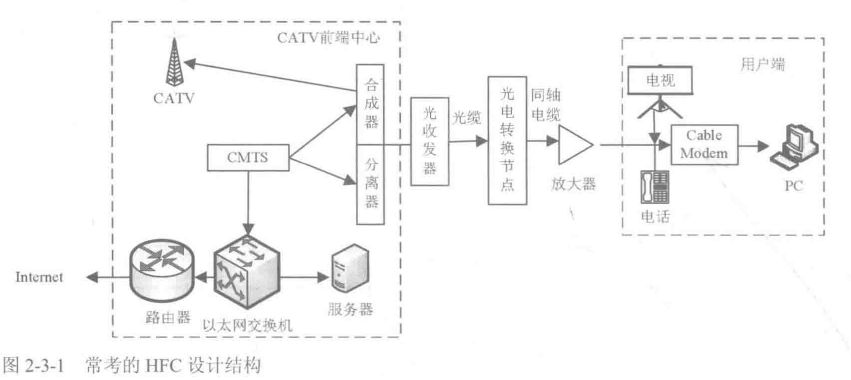 CATV前端中心
CATV
合成器
分离器
CMTS
Internet
路由器
以太网交换机
服务器
光收发器
光缆
光电转换节点
同轴
电缆
放大器
用户端
电视
Cable
Modem
电话
PC
图 2-3-1 常考的 HFC 设计结构